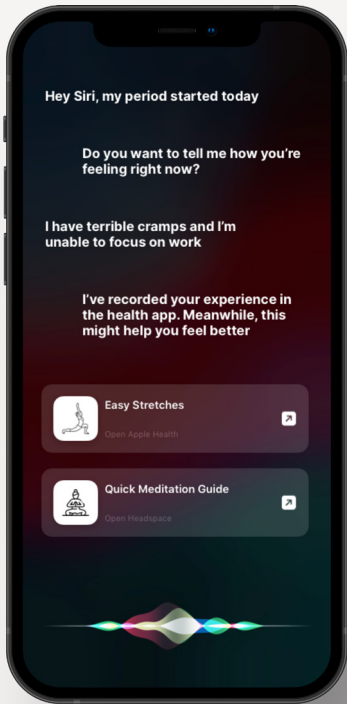 Hey Siri, my period started today
Do you want to tell me how you're
feeling right now?
I have terrible cramps and I'm
unable to focus on work
I've recorded your experience in
the health app. Meanwhile, this
might help you feel better
Easy Stretches
Open Apple Health
Quick Meditation Guide
Open Headspace